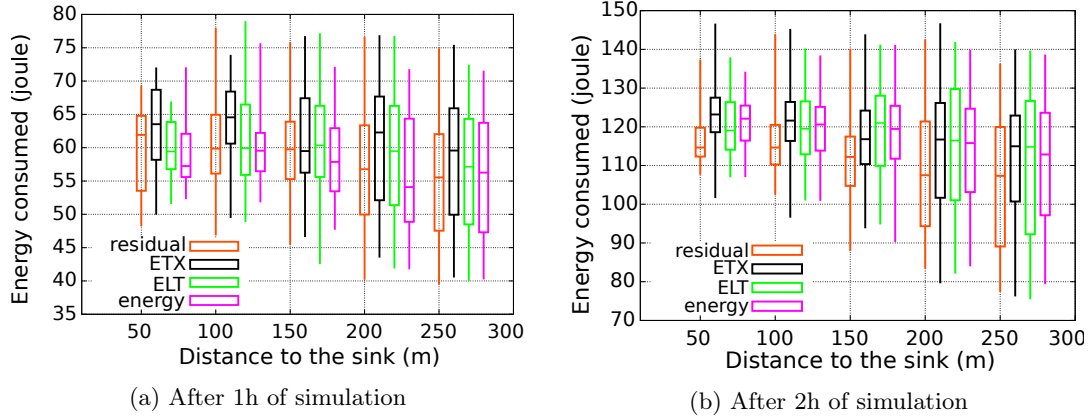 Energy consumed (joule)
80
75
70
65
60
55
50
45
40
35
residual
ETX
ELT
energy
50
100
150
200
250
300
Distance to the sink (m)
(a) After 1h of simulation
Energy consumed (joule)
150
140
130
120
110
100
90
80
70
residual
ETX
ELT
energy
50
100
150
200
250
300
Distance to the sink (m)
(b) After 2h of simulation